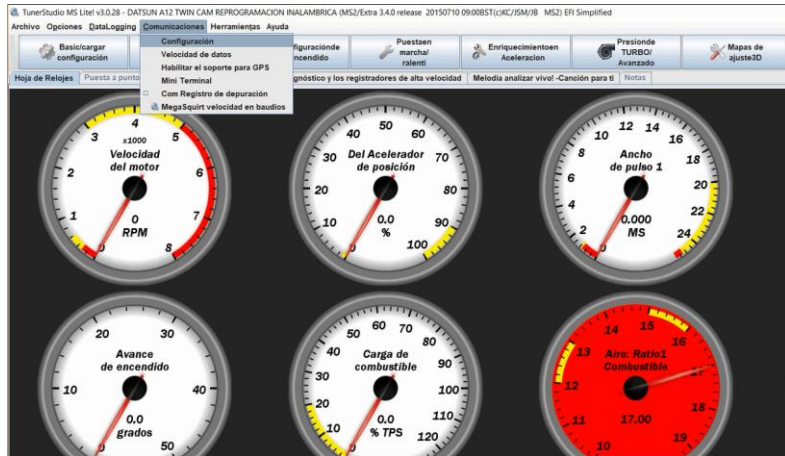 TunerStudio MS Lite! v3.0.28 - DATSUN A12 TWIN CAM REPROGRAMACION INALAMBRICA (MS2/Extra 3.4.0 release 20150710 09:00BST(c)KC/JSM/JB MS2) EFI Simplified
Archivo Opciones DataLogging Comunicaciones Herramientas Ayuda
Basic/cargar
configuración
figuraciónde
ncendido
Puestaen
marcha/
ralenti
Enriquecimientoen
Aceleracion
Presionde
TURBO/
Avanzado
Mapas de
ajuste3D
Configuración
Velocidad de datos
Habilitar el soporte para GPS
Mini Terminal
Com Registro de depuración
MegaSquirt velocidad en baudios
Hoja de Relojes Puesta a punto gnóstico y los registradores de alta velocidad Melodia analizar vivo! -Canción para ti Notas
0 1 2 3 4 5 6 7 8
x1000
Velocidad
del motor
0
RPM
0 10 20 30 40 50 60 70 80 90 100
Del Acelerador
de posición
0.0
%
0 2 4 6 8 10 12 14 16 18 20 22 24
Ancho
de pulso 1
0.000
MS
0 10 20 30 40 50
Avance
de encendido
0.0
grados
0 10 20 30 40 50 60 70 80 90 100 110 120
Carga de
combustible
0.0
% TPS
10 11 12 13 14 15 16 17 18 19
Aire: Ratio1
Combustible
17.00